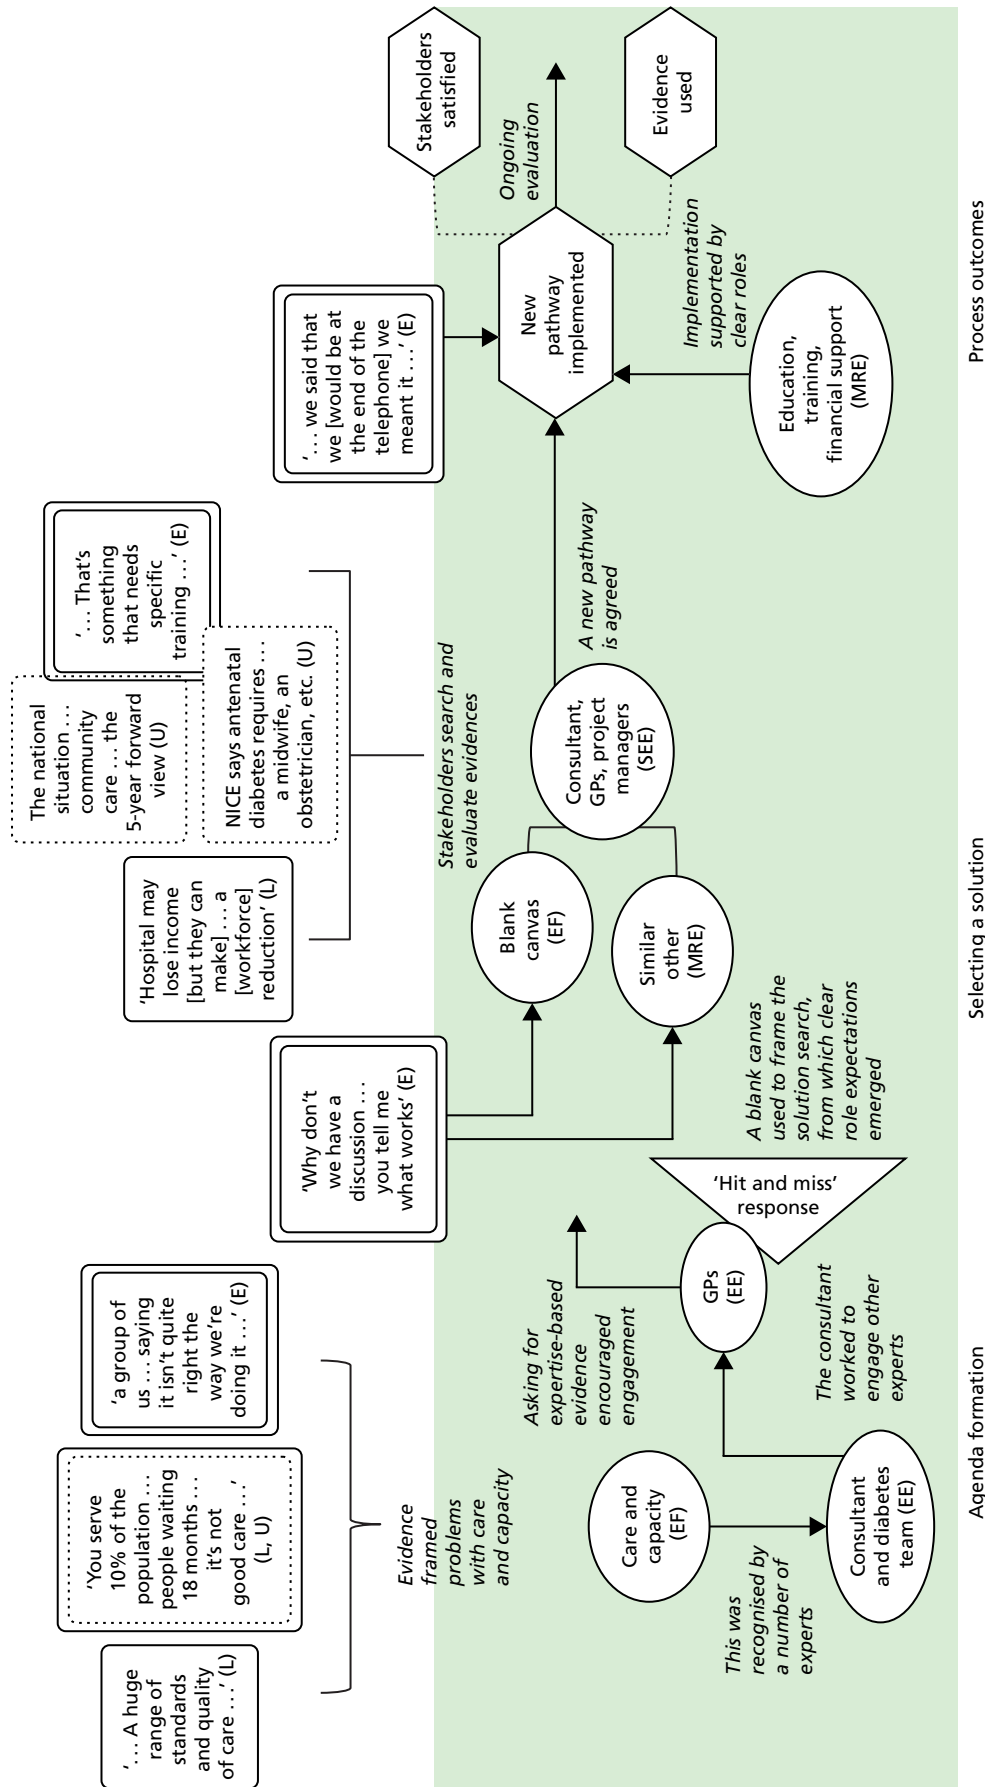 '... A huge
range of
standards
and quality
of care ...' (L)
'You serve
10% of the
population ...
people waiting
18 months ...
it's not
good care ...'
(L, U)
'a group of
us ... saying
it isn't quite
right the
way we're
doing it ...' (E)
Evidence
framed
problems
with care
and capacity
Care and
capacity
(EF)
This was
recognised by
a number of
experts
Consultant
and diabetes
team (EE)
The consultant
worked to
engage other
experts
GPs
(EE)
'Hit and miss'
response
Asking for
expertise-based
evidence
encouraged
engagement
Agenda formation
'Why don't
we have a
discussion ...
you tell me
what works' (E)
'Hospital may
lose income
[but they can
make] ... a
[workforce]
reduction' (L)
The national
situation ...
community
care ... the
5-year forward
view (U)
NICE says antenatal
diabetes requires ...
a midwife, an
obstetrician, etc. (U)
'... That's
something
that needs
specific
training ...' (E)
Stakeholders search and
evaluate evidences
Blank
canvas
(EF)
Similar
other
(MRE)
A blank canvas
used to frame the
solution search,
from which clear
role expectations
emerged
Consultant,
GPs, project
managers
(SEE)
A new pathway
is agreed
Selecting a solution
'... we said that
we [would be at
the end of the
telephone] we
meant it ...' (E)
New
pathway
implemented
Implementation
supported by
clear roles
Education,
training,
financial support
(MRE)
Ongoing
evaluation
Stakeholders
satisfied
Evidence
used
Process outcomes